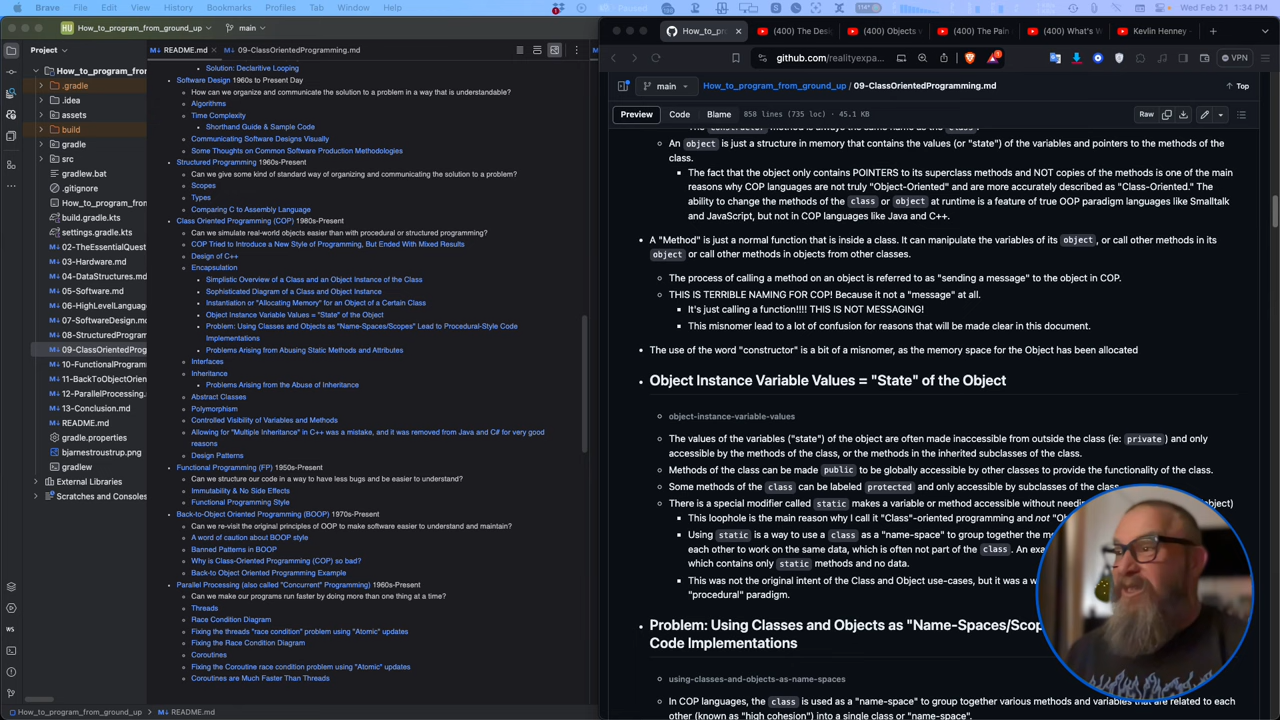 Brave File Edit View History Bookmarks Profiles Tab Window Help
Wed Feb 21 1:34 PM
HU How_to_program_from_ground_up main
Project
How_to_program_from
.gradle
.idea
assets
build
gradle
src
gradlew.bat
.gitignore
How_to_program_from_
build.gradle.kts
settings.gradle.kts
02-TheEssentialQuest
03-Hardware.md
04-DataStructures.md
05-Software.md
06-HighLevelLanguage
07-SoftwareDesign.md
08-StructuredProgram
09-ClassOrientedProg
10-FunctionalProgram
11-BackToObjectOrien
12-ParallelProcessing.
13-Conclusion.md
README.md
gradle.properties
bjarnestroustrup.png
gradlew
External Libraries
Scratches and Consoles
README.md
09-ClassOrientedProgramming.md
Solution: Declaritive Looping
Software Design 1960s to Present Day
How can we organize and communicate the solution to a problem in a way that is understandable?
Algorithms
Time Complexity
Shorthand Guide & Sample Code
Communicating Software Designs Visually
Some Thoughts on Common Software Production Methodologies
Structured Programming 1960s-Present
Can we give some kind of standard way of organizing and communicating the solution to a problem?
Scopes
Types
Comparing C to Assembly Language
Class Oriented Programming (COP) 1980s-Present
Can we simulate real-world objects easier than with procedural or structured programming?
COP Tried to Introduce a New Style of Programming, But Ended With Mixed Results
Design of C++
Encapsulation
Simplistic Overview of a Class and an Object Instance of the Class
Sophisticated Diagram of a Class and Object Instance
Instantiation or "Allocating Memory" for an Object of a Certain Class
Object Instance Variable Values = "State" of the Object
Problem: Using Classes and Objects as "Name-Spaces/Scopes" Lead to Procedural-Style Code
Implementations
Problems Arising from Abusing Static Methods and Attributes
Interfaces
Inheritance
Problems Arising from the Abuse of Inheritance
Abstract Classes
Polymorphism
Controlled Visibility of Variables and Methods
Allowing for "Multiple Inheritance" in C++ was a mistake, and it was removed from Java and C# for very good
reasons
Design Patterns
Functional Programming (FP) 1950s-Present
Can we structure our code in a way to have less bugs and be easier to understand?
Immutability & No Side Effects
Functional Programming Style
Back-to-Object Oriented Programming (BOOP) 1970s-Present
Can we re-visit the original principles of OOP to make software easier to understand and maintain?
A word of caution about BOOP style
Banned Patterns in BOOP
Why is Class-Oriented Programming (COP) so bad?
Back-to Object Oriented Programming Example
Parallel Processing (also called "Concurrent" Programming) 1960s-Present
Can we make our programs run faster by doing more than one thing at a time?
Threads
Race Condition Diagram
Fixing the threads "race condition" problem using "Atomic" updates
Fixing the Race Condition Diagram
Coroutines
Fixing the Coroutine race condition problem using "Atomic" updates
Coroutines are Much Faster Than Threads
How_to_program_from_ground_up > README.md
How_to_pr
(400) The Des
(400) Objects
(400) The Pain
(400) What's W
Kevlin Henney
github.com/realityexpa...
VPN
main
How_to_program_from_ground_up / 09-ClassOrientedProgramming.md
Top
Preview Code Blame 858 lines (735 loc) · 45.1 KB
Raw
The constructor method is always the same name as the class.
An object is just a structure in memory that contains the values (or "state") of the variables and pointers to the methods of the
class.
The fact that the object only contains POINTERS to its superclass methods and NOT copies of the methods is one of the main
reasons why COP languages are not truly "Object-Oriented" and are more accurately described as "Class-Oriented." The
ability to change the methods of the class or object at runtime is a feature of true OOP paradigm languages like Smalltalk
and JavaScript, but not in COP languages like Java and C++.
A "Method" is just a normal function that is inside a class. It can manipulate the variables of its object, or call other methods in its
object or call other methods in objects from other classes.
The process of calling a method on an object is referred to as "sending a message" to the object in COP.
THIS IS TERRIBLE NAMING FOR COP! Because it not a "message" at all.
It's just calling a function!!!! THIS IS NOT MESSAGING!
This misnomer lead to a lot of confusion for reasons that will be made clear in this document.
The use of the word "constructor" is a bit of a misnomer, as the memory space for the Object has been allocated
Object Instance Variable Values = "State" of the Object
object-instance-variable-values
The values of the variables ("state") of the object are often made inaccessible from outside the class (ie: private) and only
accessible by the methods of the class, or the methods in the inherited subclasses of the class.
Methods of the class can be made public to be globally accessible by other classes to provide the functionality of the class.
Some methods of the class can be labeled protected and only accessible by subclasses of the class.
There is a special modifier called static makes a variable or method accessible without needi object)
This loophole is the main reason why I call it "Class"-oriented programming and not "Ob
Using static is a way to use a class as a "name-space" to group together the me
each other to work on the same data, which is often not part of the class. An exa
which contains only static methods and no data.
This was not the original intent of the Class and Object use-cases, but it was a w
"procedural" paradigm.
Problem: Using Classes and Objects as "Name-Spaces/Scop
Code Implementations
using-classes-and-objects-as-name-spaces
In COP languages, the class is used as a "name-space" to group together various methods and variables that are related to each
other (known as "high cohesion") into a single class or "name-space".